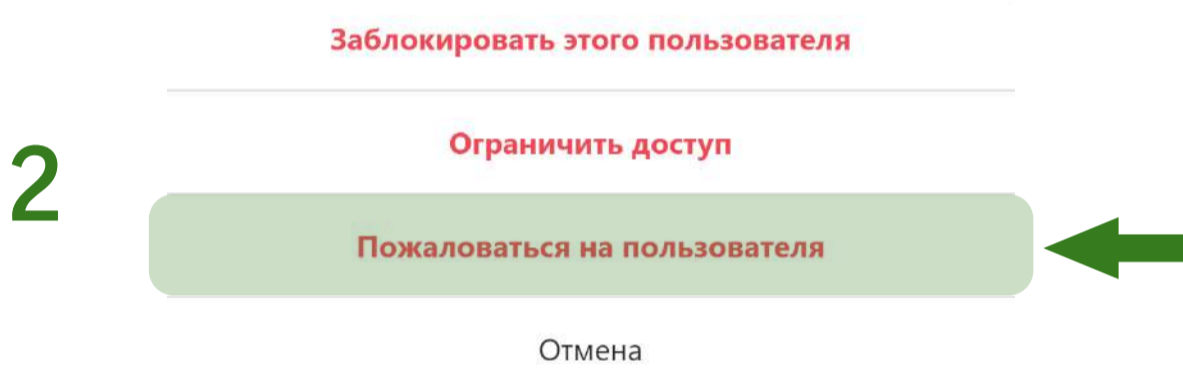 Заблокировать этого пользователя
Ограничить доступ
2
Пожаловаться на пользователя
Отмена